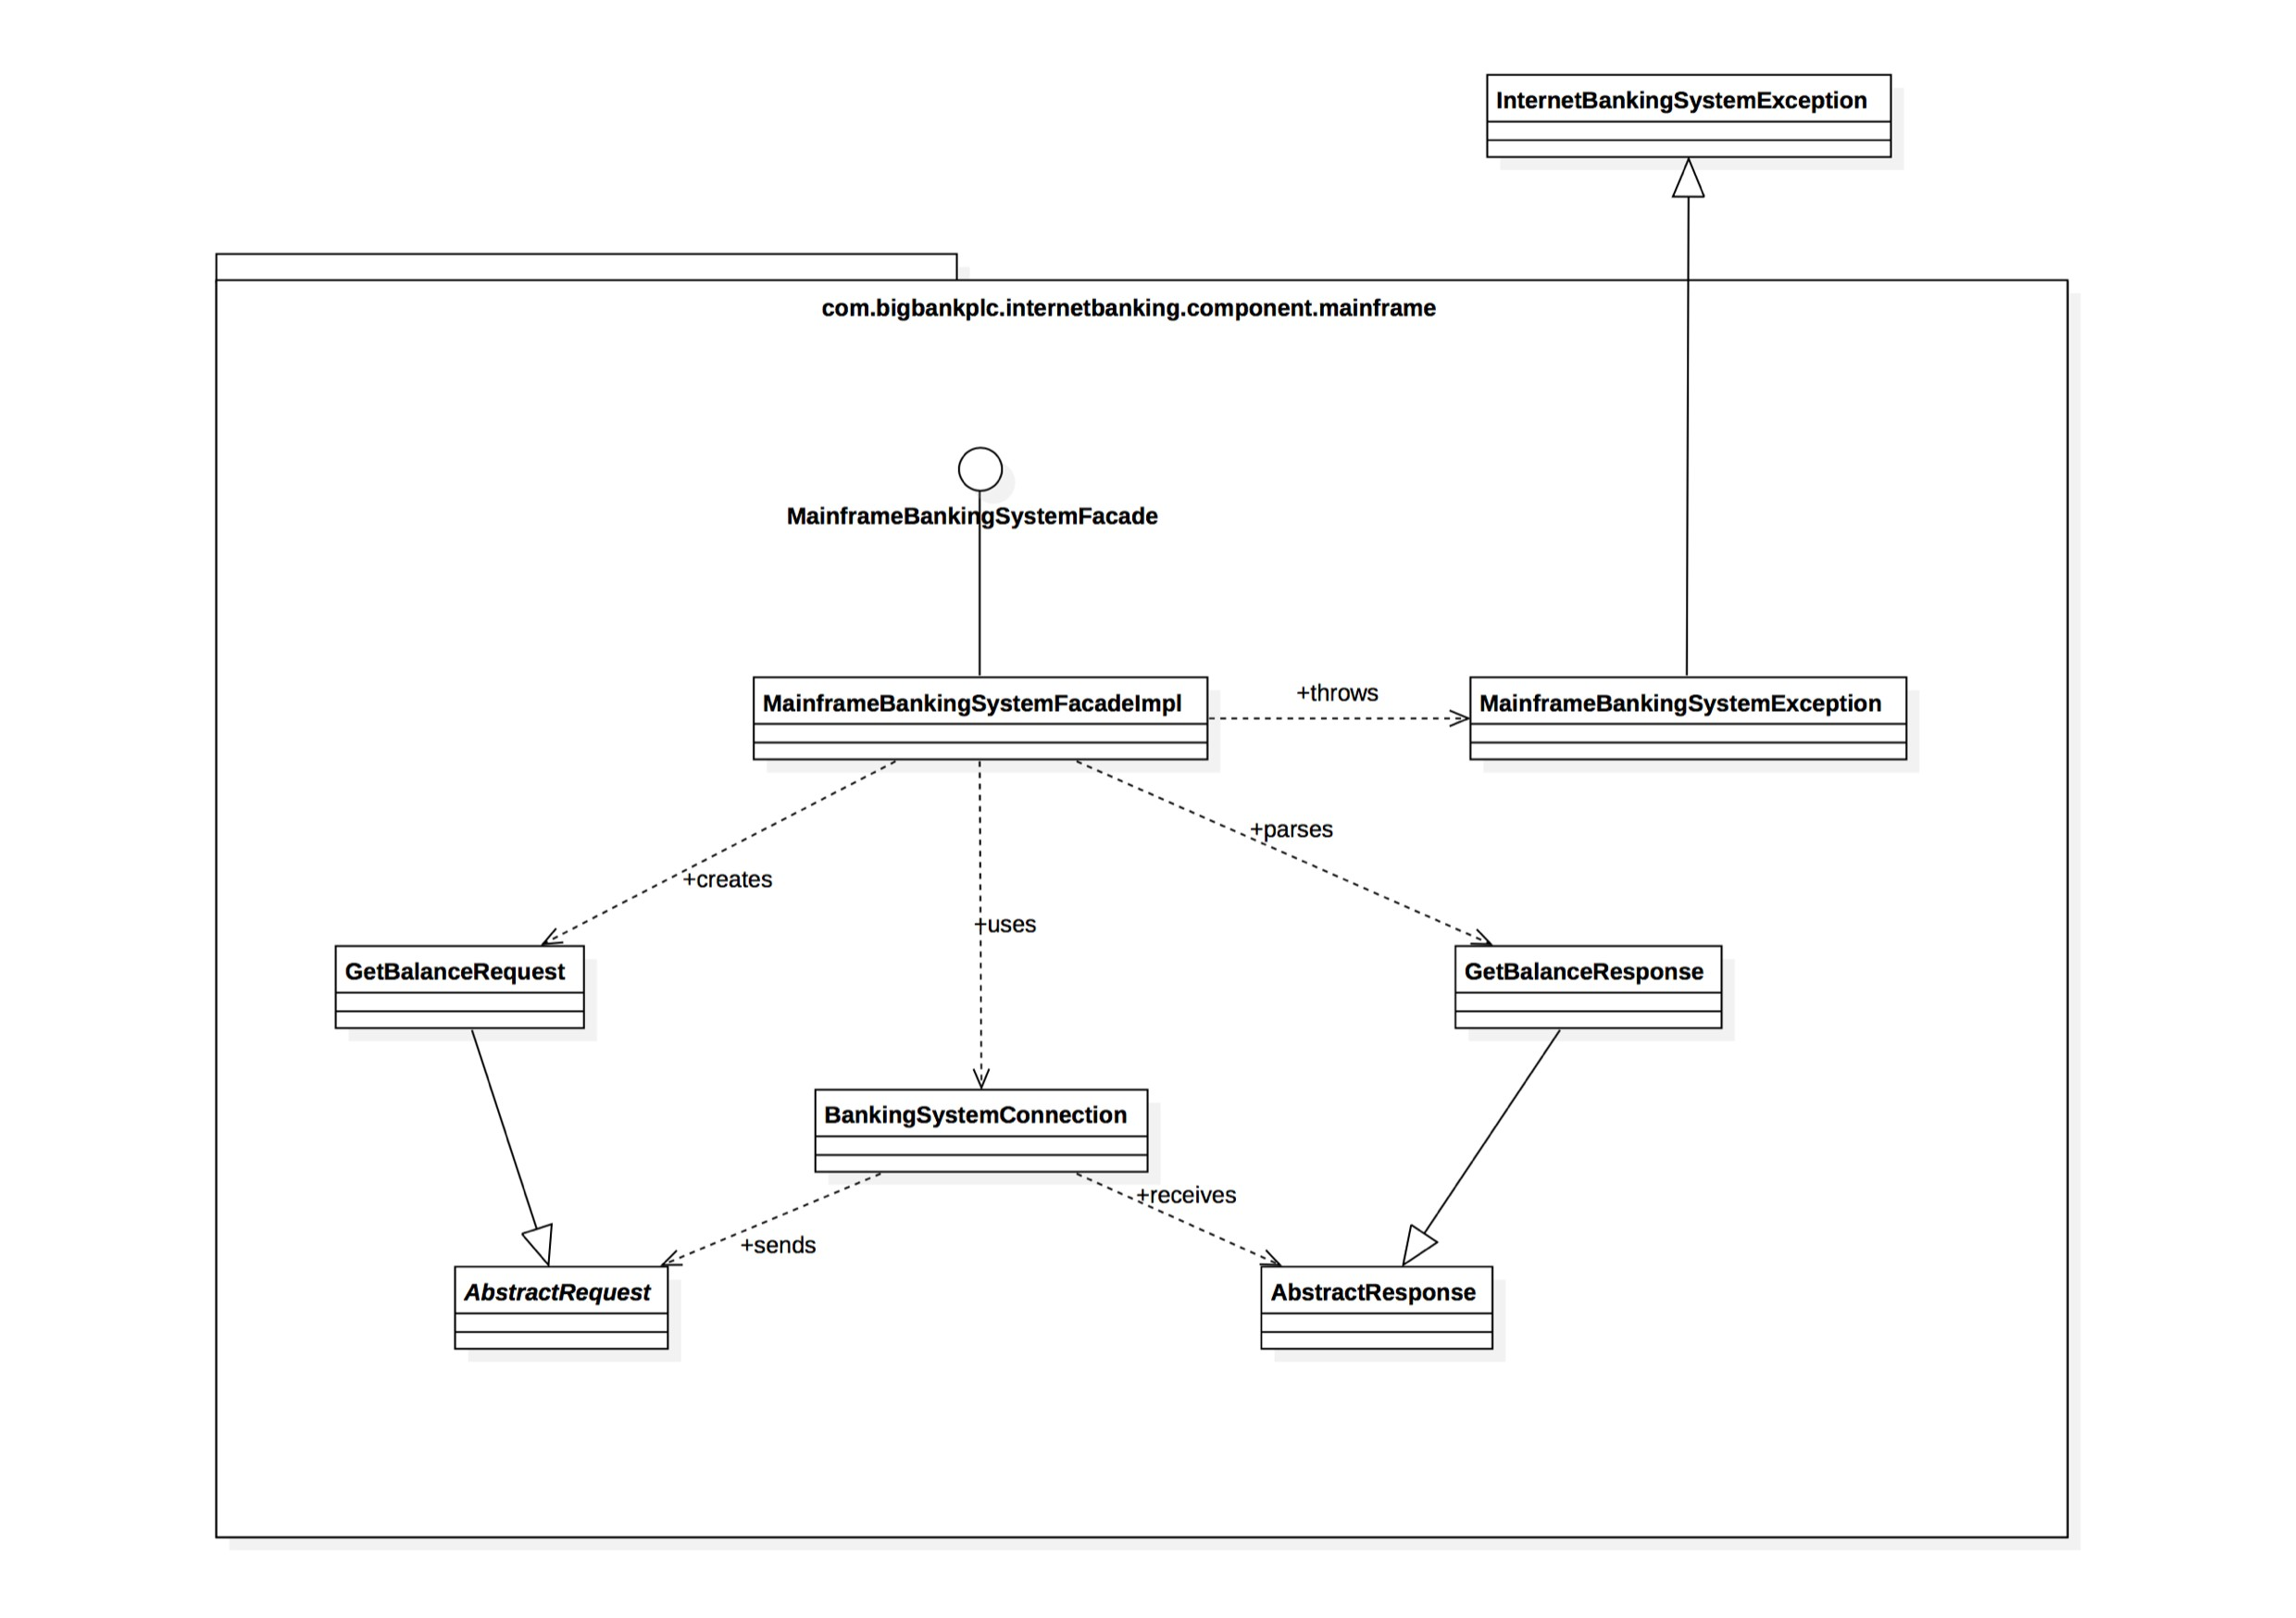 InternetBankingSystemException
com.bigbankplc.internetbanking.component.mainframe
MainframeBankingSystemFacade
MainframeBankingSystemFacadeImpl
+throws
MainframeBankingSystemException
+parses
+creates
+uses
GetBalanceRequest
GetBalanceResponse
BankingSystemConnection
+receives
+sends
AbstractRequest
AbstractResponse